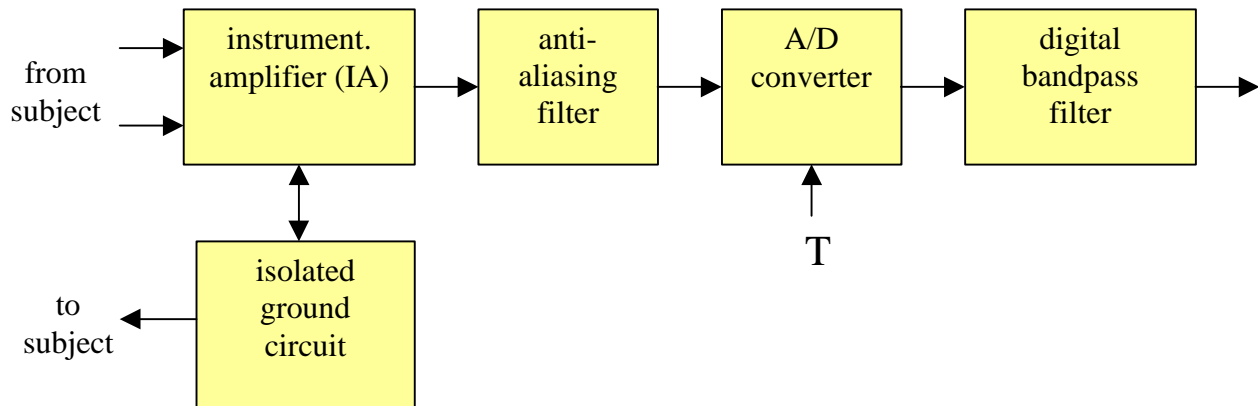 from
subject
instrument.
amplifier (IA)
anti-
aliasing
filter
A/D
converter
digital
bandpass
filter
T
to
subject
isolated
ground
circuit